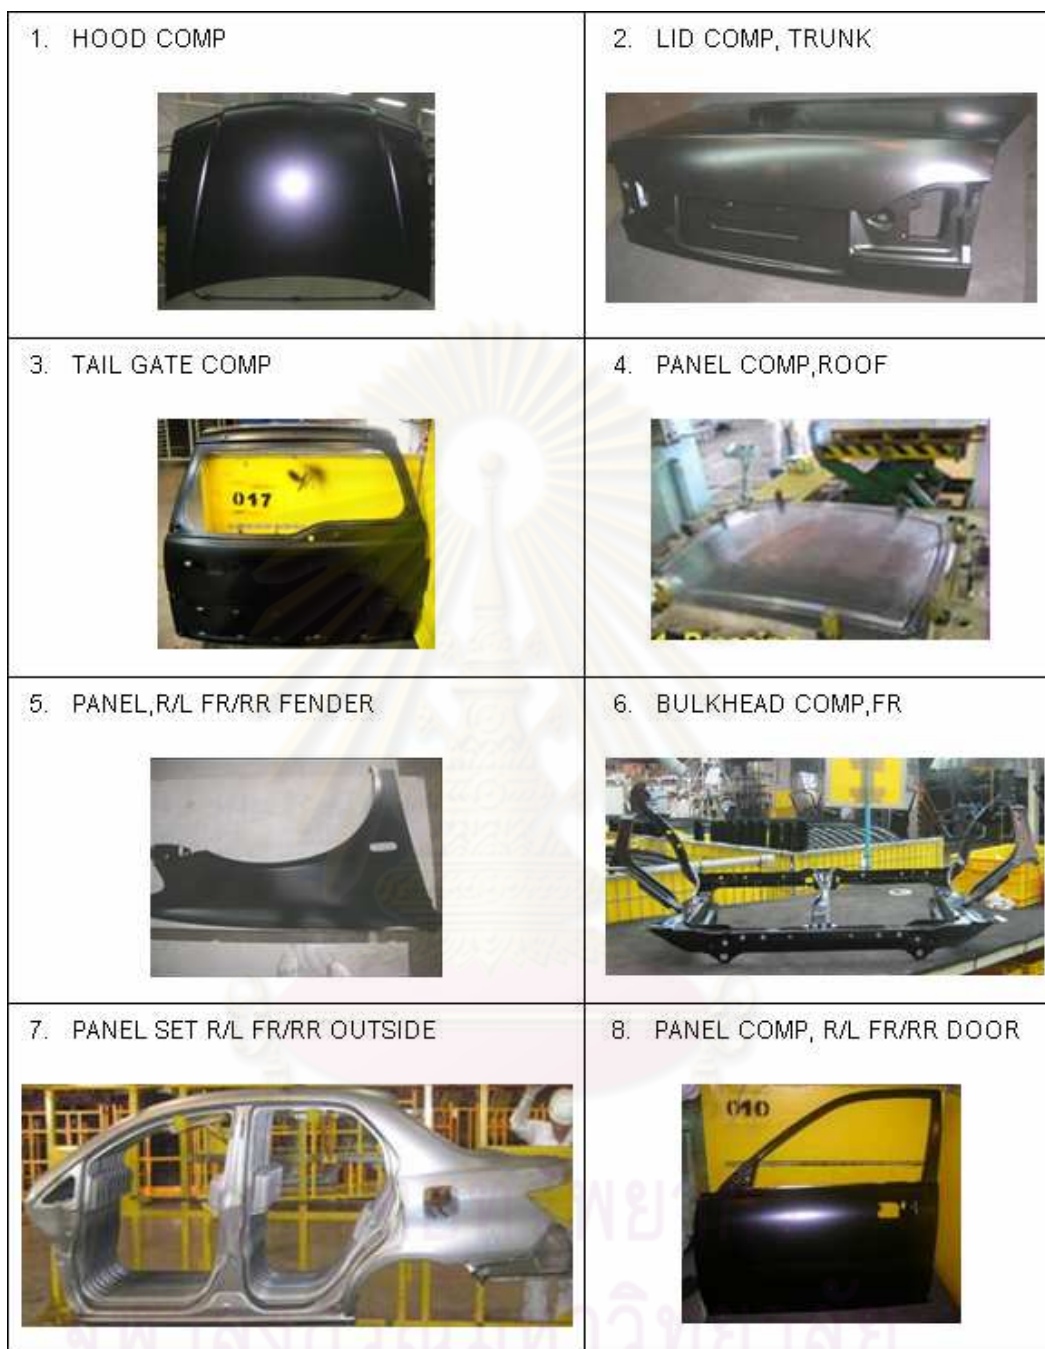 1. HOOD COMP
2. LID COMP, TRUNK
3. TAIL GATE COMP
017
4. PANEL COMP,ROOF
5. PANEL,R/L FR/RR FENDER
6. BULKHEAD COMP,FR
7. PANEL SET R/L FR/RR OUTSIDE
8. PANEL COMP, R/L FR/RR DOOR
010